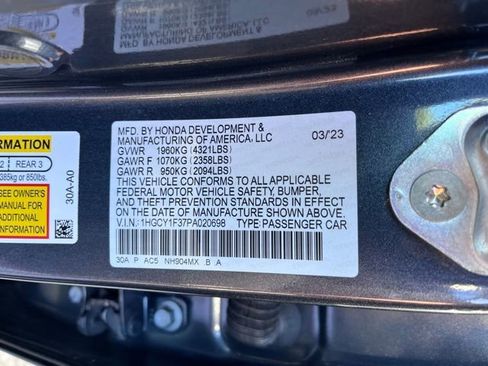 MFD. BY HONDA DEVELOPMENT &
MANUFACTURING OF AMERICA, LLC 03/23
GVWR 1960KG (4321LBS)
GAWR F 1070KG (2358LBS)
GAWR R 950KG (2094LBS)
THIS VEHICLE CONFORMS TO ALL APPLICABLE
FEDERAL MOTOR VEHICLE SAFETY, BUMPER,
AND THEFT PREVENTION STANDARDS IN EFFECT
ON THE DATE OF MANUFACTURE SHOWN ABOVE.
V.I.N.: 1HGCY1F37PA020698 TYPE: PASSENGER CAR
30A P AC5 NH904MX B A
2 REAR 3
385kg or 850lbs.
SEE OWNER'S
MANUAL FOR
ADDITIONAL
30A-A0